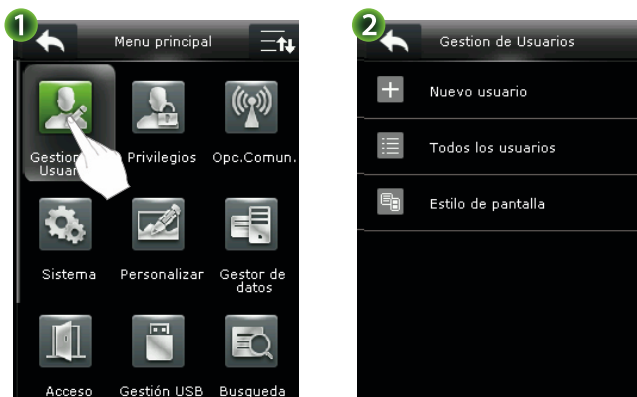 1
Menu principal
Gestion
Usua
Privilegios
Opc.Comun.
Sistema
Personalizar
Gestor de
datos
Acceso
Gestión USB
Busqueda
2
Gestion de Usuarios
Nuevo usuario
Todos los usuarios
Estilo de pantalla